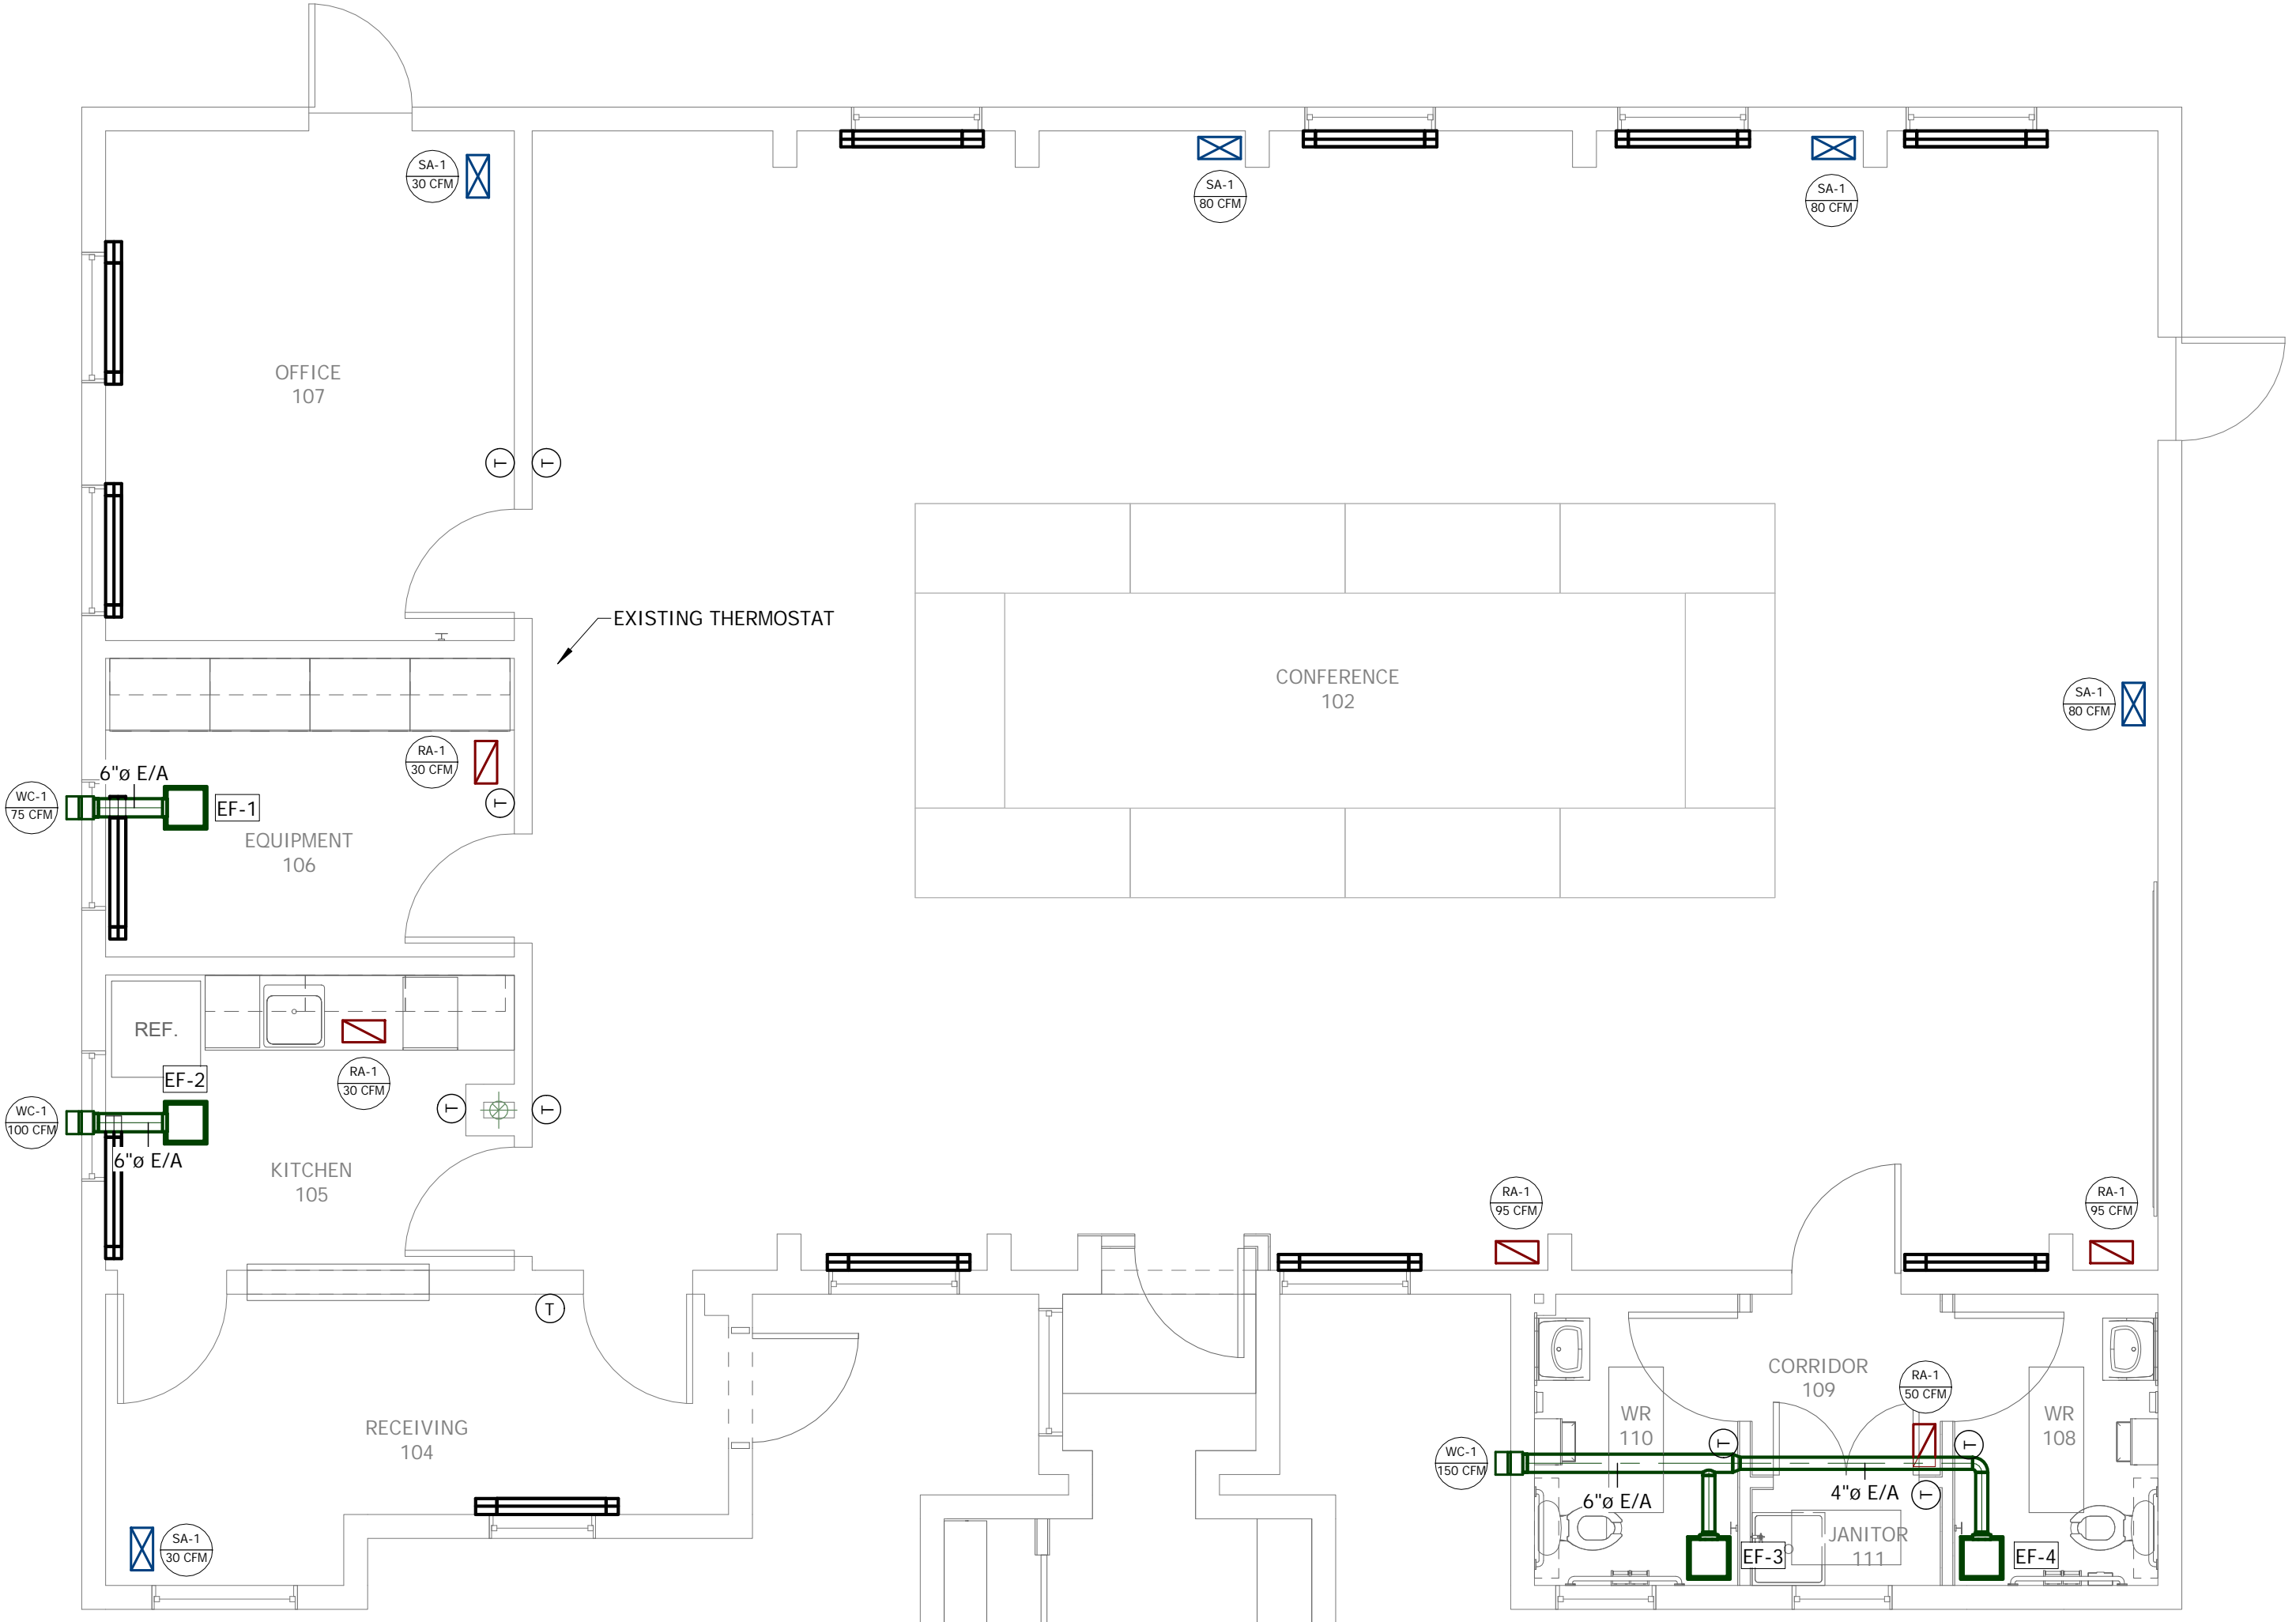 SA-1
30 CFM
SA-1
80 CFM
SA-1
80 CFM
OFFICE
107
T
T
EXISTING THERMOSTAT
CONFERENCE
102
SA-1
80 CFM
RA-1
30 CFM
6"ø E/A
WC-1
75 CFM
EF-1
T
EQUIPMENT
106
REF.
EF-2
RA-1
30 CFM
WC-1
100 CFM
T
T
6"ø E/A
KITCHEN
105
RA-1
95 CFM
RA-1
95 CFM
T
CORRIDOR
109
RA-1
50 CFM
RECEIVING
104
WR
110
WR
108
T
T
WC-1
150 CFM
6"ø E/A
4"ø E/A
T
SA-1
30 CFM
JANITOR
111
EF-3
EF-4